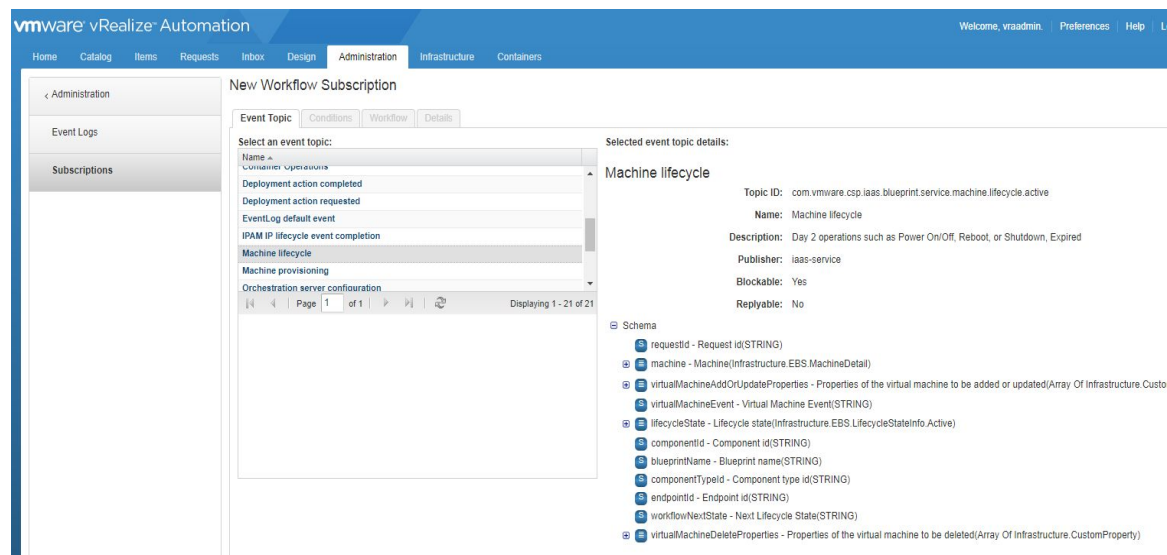 vmware vRealize Automation
Welcome, vraadmin. Preferences Help
Home Catalog Items Requests Inbox Design Administration Infrastructure Containers
< Administration
Event Logs
Subscriptions
New Workflow Subscription
Event Topic Conditions Workflow Details
Select an event topic:
Name
Container Operations
Deployment action completed
Deployment action requested
EventLog default event
IPAM IP lifecycle event completion
Machine lifecycle
Machine provisioning
Orchestration server configuration
Page 1 of 1 Displaying 1 - 21 of 21
Selected event topic details:
Machine lifecycle
Topic ID: com.vmware.csp.iaas.blueprint.service.machine.lifecycle.active
Name: Machine lifecycle
Description: Day 2 operations such as Power On/Off, Reboot, or Shutdown, Expired
Publisher: iaas-service
Blockable: Yes
Replyable: No
Schema
S requestId - Request id(STRING)
machine - Machine(Infrastructure.EBS.MachineDetail)
virtualMachineAddOrUpdateProperties - Properties of the virtual machine to be added or updated(Array Of Infrastructure.Custo
S virtualMachineEvent - Virtual Machine Event(STRING)
lifecycleState - Lifecycle state(Infrastructure.EBS.LifecycleStateInfo.Active)
S componentId - Component id(STRING)
S blueprintName - Blueprint name(STRING)
S componentTypeId - Component type id(STRING)
S endpointId - Endpoint id(STRING)
S workflowNextState - Next Lifecycle State(STRING)
virtualMachineDeleteProperties - Properties of the virtual machine to be deleted(Array Of Infrastructure.CustomProperty)